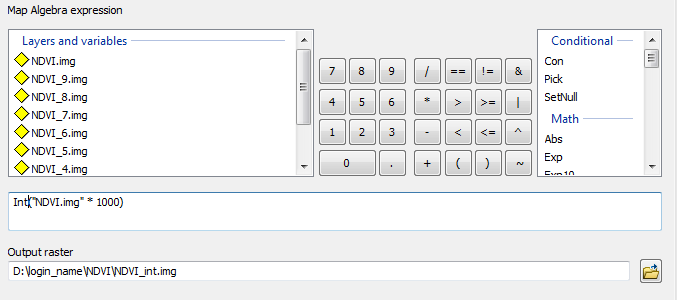 Map Algebra expression
Layers and variables
NDVI.img
NDVI_9.img
NDVI_8.img
NDVI_7.img
NDVI_6.img
NDVI_5.img
NDVI_4.img
7 8 9 / == != &
4 5 6 * > >= |
1 2 3 - < <= ^
0 . + ( ) ~
Conditional
Con
Pick
SetNull
Math
Abs
Exp
Exp10
Int("NDVI.img" * 1000)
Output raster
D:\login_name\NDVI\NDVI_int.img